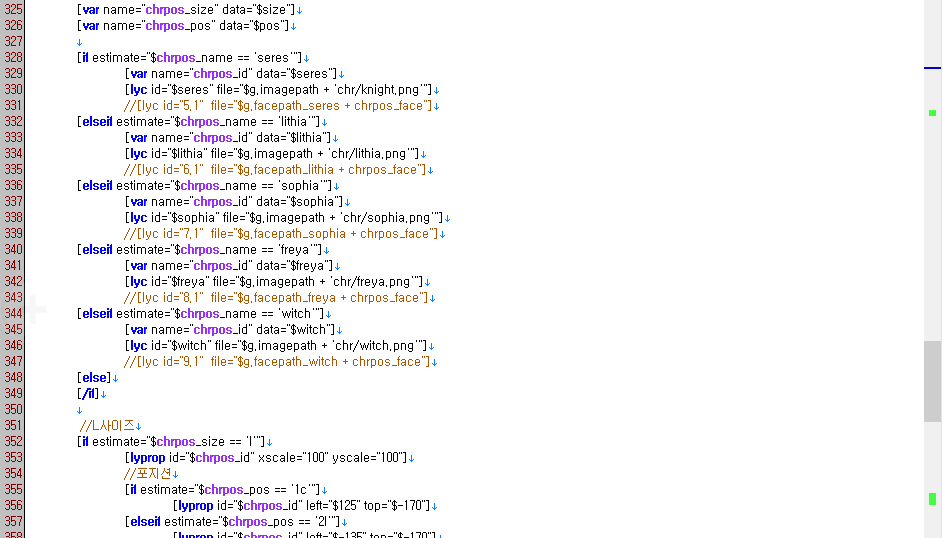 325 [var name="chrpos_size" data="$size"]↓
326 [var name="chrpos_pos" data="$pos"]↓
327 ↓
328 [if estimate="$chrpos_name == 'seres'"]↓
329 [var name="chrpos_id" data="$seres"]↓
330 [lyc id="$seres" file="$g.imagepath + 'chr/knight.png'"]↓
331 //[lyc id="5.1" file="$g.facepath_seres + chrpos_face"]↓
332 [elseif estimate="$chrpos_name == 'lithia'"]↓
333 [var name="chrpos_id" data="$lithia"]↓
334 [lyc id="$lithia" file="$g.imagepath + 'chr/lithia.png'"]↓
335 //[lyc id="6.1" file="$g.facepath_lithia + chrpos_face"]↓
336 [elseif estimate="$chrpos_name == 'sophia'"]↓
337 [var name="chrpos_id" data="$sophia"]↓
338 [lyc id="$sophia" file="$g.imagepath + 'chr/sophia.png'"]↓
339 //[lyc id="7.1" file="$g.facepath_sophia + chrpos_face"]↓
340 [elseif estimate="$chrpos_name == 'freya'"]↓
341 [var name="chrpos_id" data="$freya"]↓
342 [lyc id="$freya" file="$g.imagepath + 'chr/freya.png'"]↓
343 //[lyc id="8.1" file="$g.facepath_freya + chrpos_face"]↓
344 [elseif estimate="$chrpos_name == 'witch'"]↓
345 [var name="chrpos_id" data="$witch"]↓
346 [lyc id="$witch" file="$g.imagepath + 'chr/witch.png'"]↓
347 //[lyc id="9.1" file="$g.facepath_witch + chrpos_face"]↓
348 [else]↓
349 [/if]↓
350 ↓
351 //L사이즈↓
352 [if estimate="$chrpos_size == 'l'"]↓
353 [lyprop id="$chrpos_id" xscale="100" yscale="100"]↓
354 //포지션↓
355 [if estimate="$chrpos_pos == '1c'"]↓
356 [lyprop id="$chrpos_id" left="$125" top="$-170"]↓
357 [elseif estimate="$chrpos_pos == '2l'"]↓
358 [lyprop id="$chrpos_id" left="$-135" top="$-170"]↓